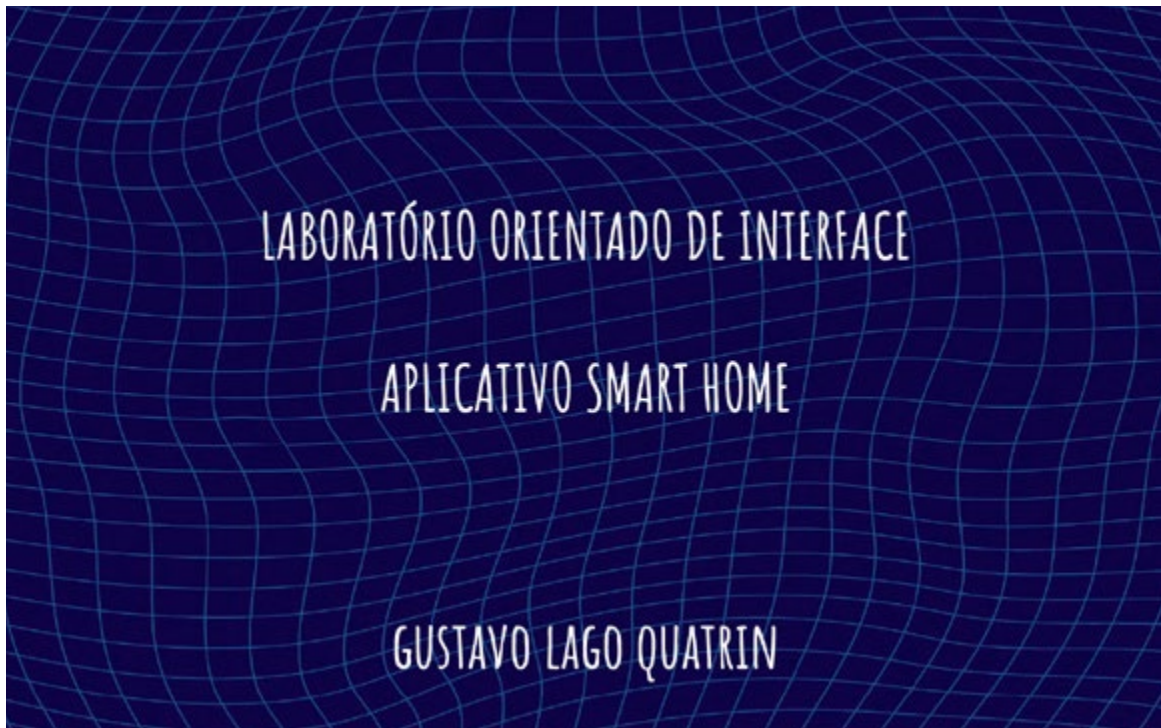 LABORATÓRIO ORIENTADO DE INTERFACE
APLICATIVO SMART HOME
GUSTAVO LAGO QUATRIN